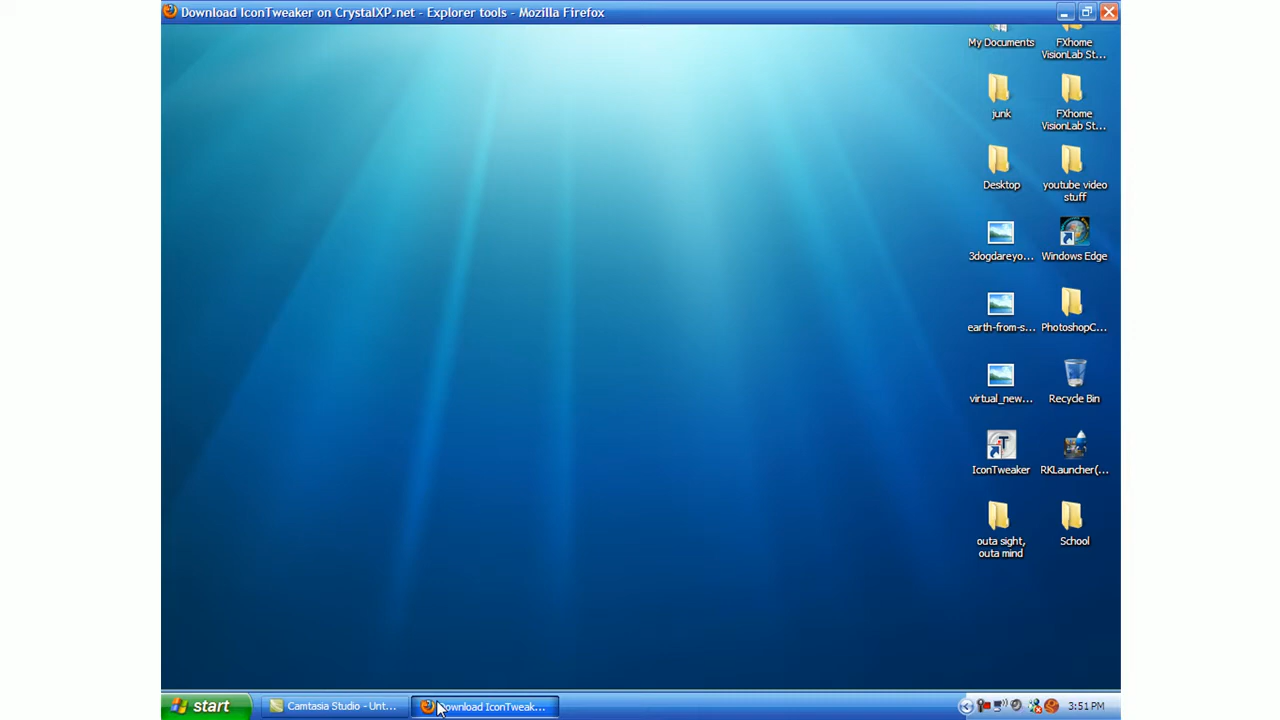 Download IconTweaker on CrystalXP.net - Explorer tools - Mozilla Firefox
My Documents
FXhome
VisionLab St...
junk
FXhome
VisionLab St...
Desktop
youtube video
stuff
3dogdareyo...
Windows Edge
earth-from-s...
PhotoshopC...
virtual_new...
Recycle Bin
IconTweaker
RKLauncher(...
outa sight,
outa mind
School
start
Camtasia Studio - Unt...
Download IconTweak...
3:51 PM